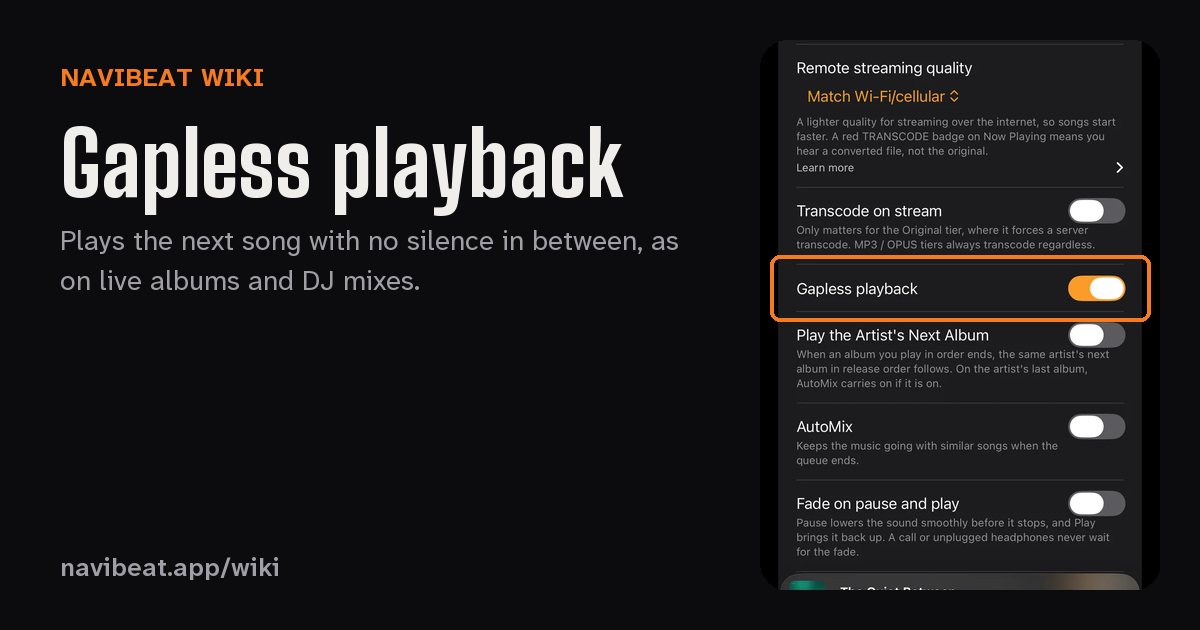 NAVIBEAT WIKI
Gapless playback
Plays the next song with no silence in between, as
on live albums and DJ mixes.
navibeat.app/wiki
Remote streaming quality
Match Wi-Fi/cellular
A lighter quality for streaming over the internet, so songs start
faster. A red TRANSCODE badge on Now Playing means you
hear a converted file, not the original.
Learn more
Transcode on stream
Only matters for the Original tier, where it forces a server
transcode. MP3 / OPUS tiers always transcode regardless.
Gapless playback
Play the Artist's Next Album
When an album you play in order ends, the same artist's next
album in release order follows. On the artist's last album,
AutoMix carries on if it is on.
AutoMix
Keeps the music going with similar songs when the
queue ends.
Fade on pause and play
Pause lowers the sound smoothly before it stops, and Play
brings it back up. A call or unplugged headphones never wait
for the fade.
The Quiet Between